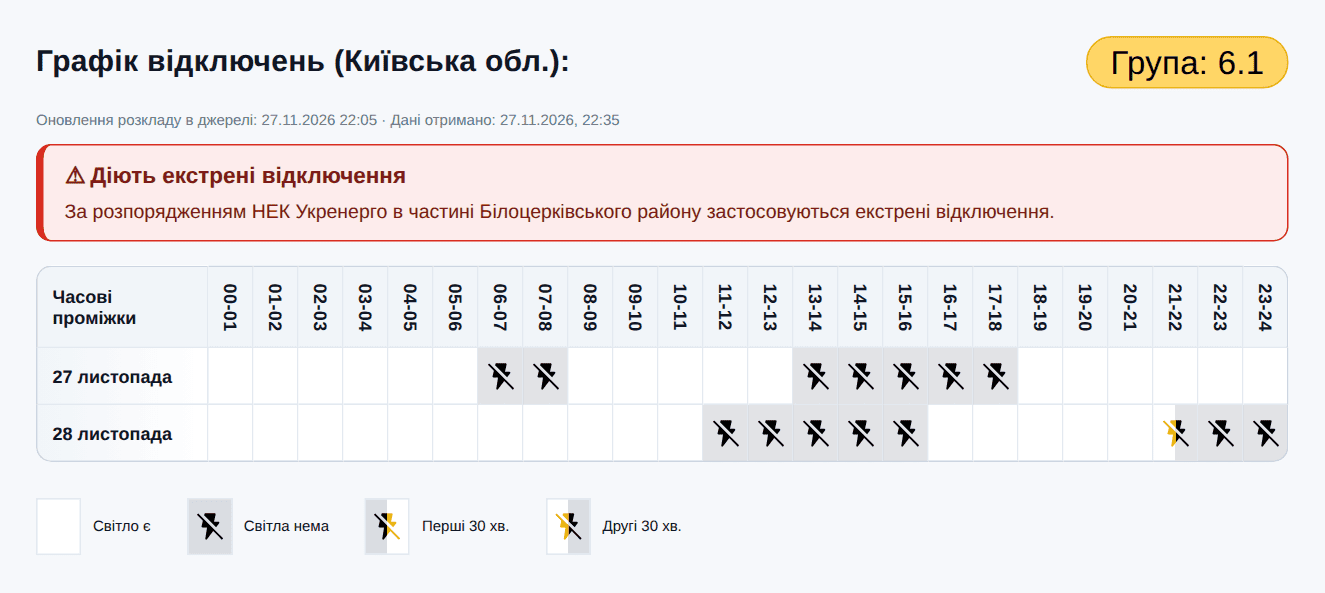 Графік відключень (Київська обл.):
Група: 6.1
Оновлення розкладу в джерелі: 27.11.2026 22:05 · Дані отримано: 27.11.2026, 22:35
⚠ Діють екстрені відключення
За розпорядженням НЕК Укренерго в частині Білоцерківського району застосовуються екстрені відключення.
Часові
проміжки
00-01
01-02
02-03
03-04
04-05
05-06
06-07
07-08
08-09
09-10
10-11
11-12
12-13
13-14
14-15
15-16
16-17
17-18
18-19
19-20
20-21
21-22
22-23
23-24
27 листопада
28 листопада
Світло є
Світла нема
Перші 30 хв.
Другі 30 хв.